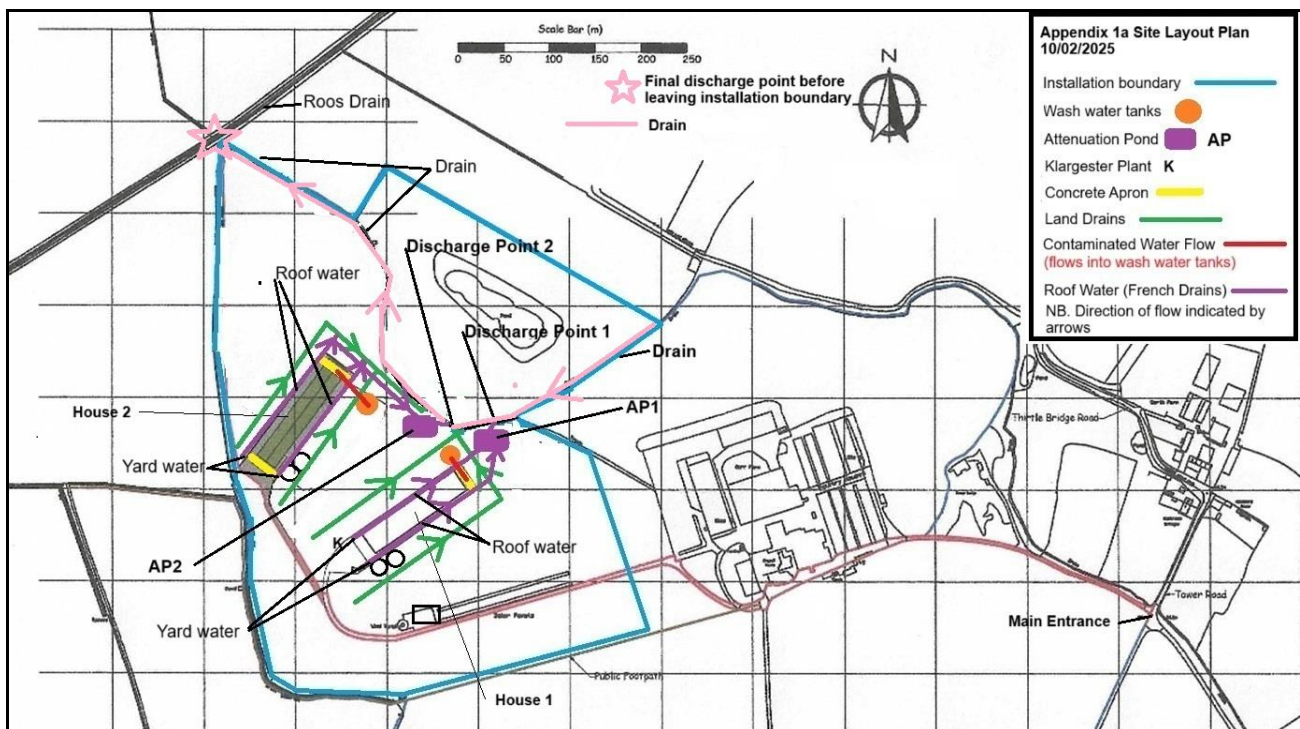 Scale Bar (m)
0 50 100 150 200 250
N
Final discharge point before
leaving installation boundary
Drain
Appendix 1a Site Layout Plan
10/02/2025
Installation boundary
Wash water tanks
Attenuation Pond AP
Klargester Plant K
Concrete Apron
Land Drains
Contaminated Water Flow
(flows into wash water tanks)
Roof Water (French Drains)
NB. Direction of flow indicated by
arrows
Roos Drain
Drain
Discharge Point 2
Roof water
Pond
Discharge Point 1
Drain
House 2
AP1
Thirtle Bridge Road
Yard water
K
Roof water
AP2
Yard water
Solar Panels
Tower Road
Main Entrance
Public Footpath
House 1